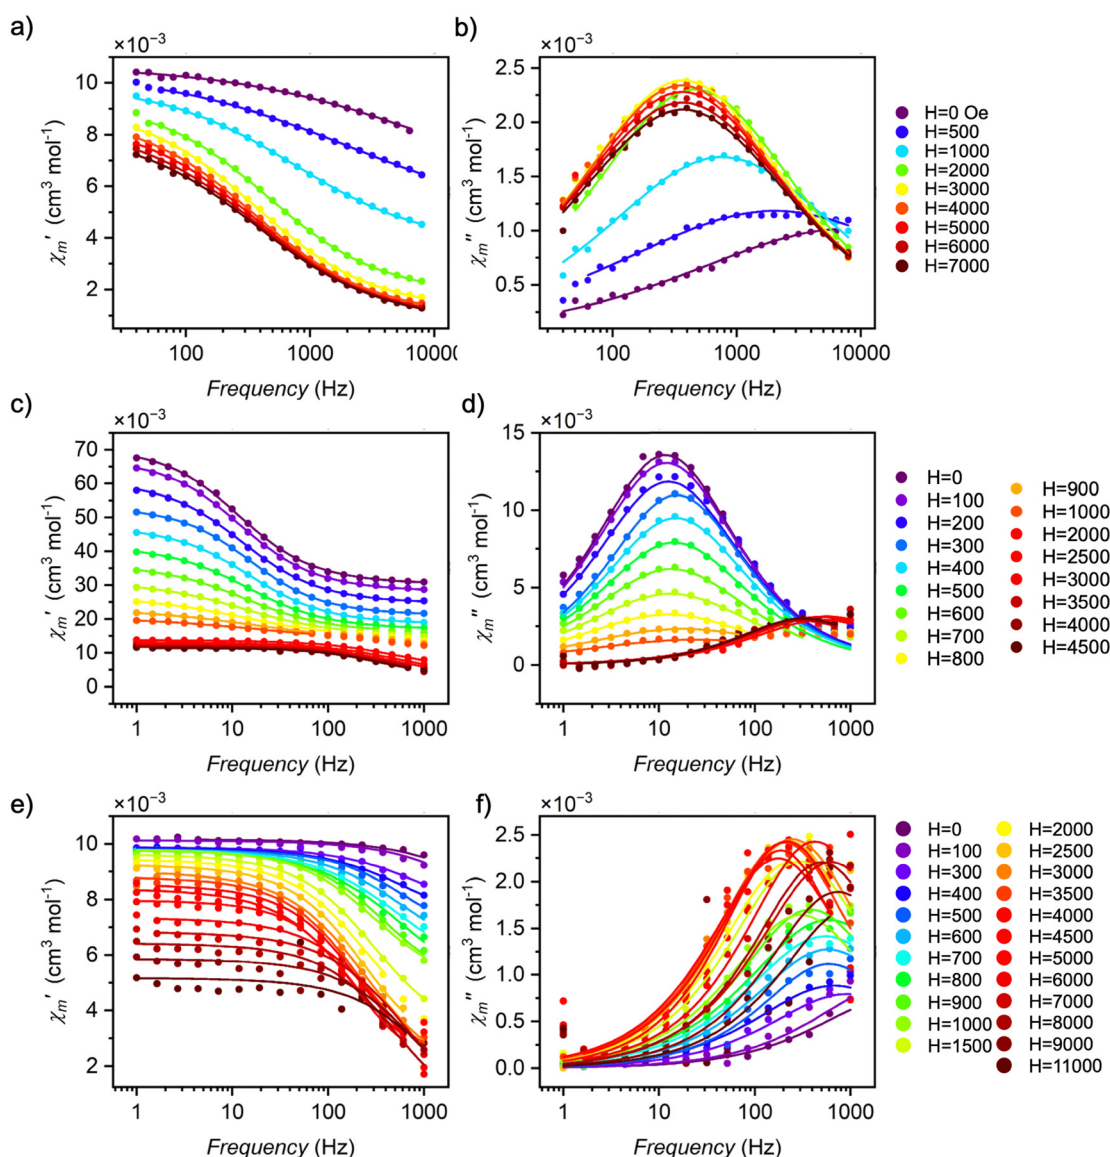 a)
×10⁻³
10
8
6
4
2
χm′ (cm³ mol⁻¹)
100
1000
10000
Frequency (Hz)
b)
×10⁻³
2.5
2.0
1.5
1.0
0.5
χm″ (cm³ mol⁻¹)
100
1000
10000
Frequency (Hz)
H=0 Oe
H=500
H=1000
H=2000
H=3000
H=4000
H=5000
H=6000
H=7000
c)
×10⁻³
70
60
50
40
30
20
10
0
χm′ (cm³ mol⁻¹)
1
10
100
1000
Frequency (Hz)
d)
×10⁻³
15
10
5
0
χm″ (cm³ mol⁻¹)
1
10
100
1000
Frequency (Hz)
H=0
H=100
H=200
H=300
H=400
H=500
H=600
H=700
H=800
H=900
H=1000
H=2000
H=2500
H=3000
H=3500
H=4000
H=4500
e)
×10⁻³
10
8
6
4
2
χm′ (cm³ mol⁻¹)
1
10
100
1000
Frequency (Hz)
f)
×10⁻³
2.5
2.0
1.5
1.0
0.5
0.0
χm″ (cm³ mol⁻¹)
1
10
100
1000
Frequency (Hz)
H=0
H=100
H=300
H=400
H=500
H=600
H=700
H=800
H=900
H=1000
H=1500
H=2000
H=2500
H=3000
H=3500
H=4000
H=4500
H=5000
H=6000
H=7000
H=8000
H=9000
H=11000